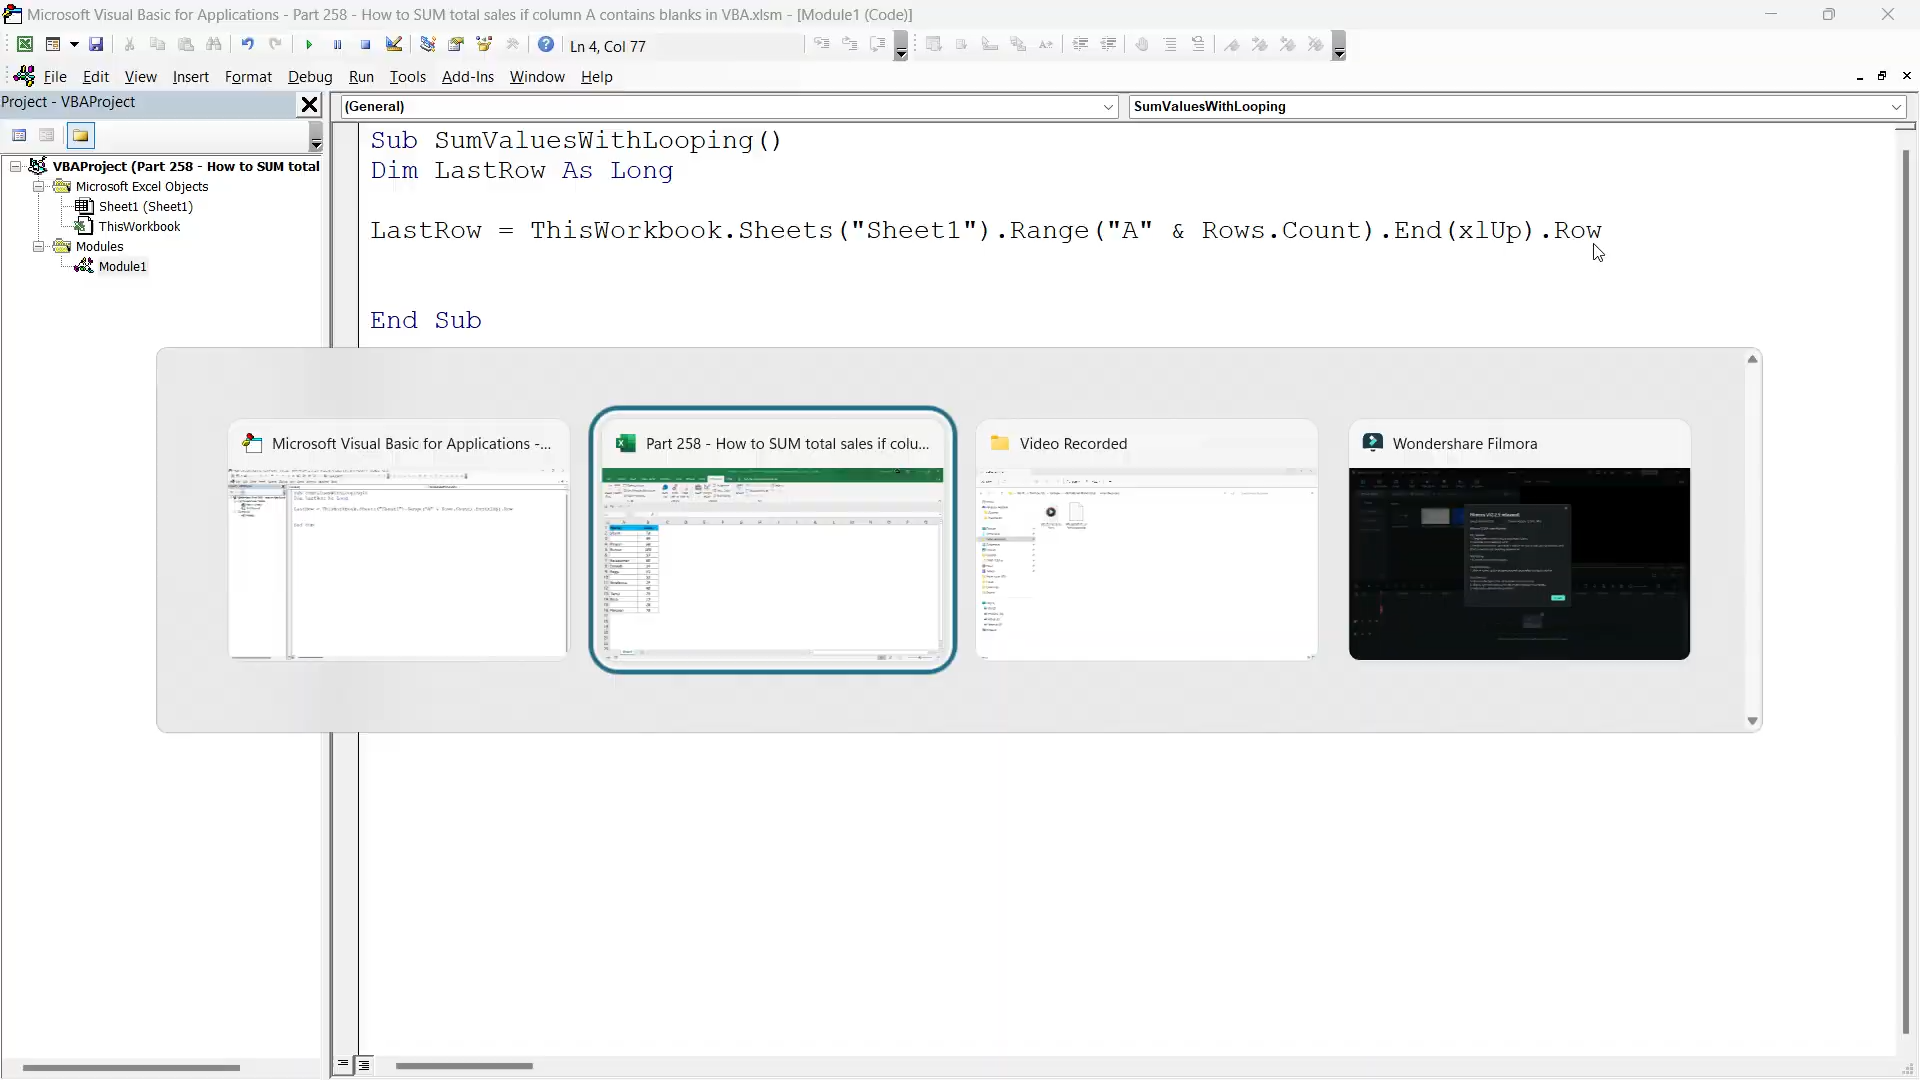 Microsoft Visual Basic for Applications - Part 258 - How to SUM total sales if column A contains blanks in VBA.xlsm - [Module1 (Code)]
Ln 4, Col 77
File Edit View Insert Format Debug Run Tools Add-Ins Window Help
Project - VBAProject
(General)
SumValuesWithLooping
VBAProject (Part 258 - How to SUM total
Microsoft Excel Objects
Sheet1 (Sheet1)
ThisWorkbook
Modules
Module1
Sub SumValuesWithLooping()
Dim LastRow As Long
LastRow = ThisWorkbook.Sheets("Sheet1").Range("A" & Rows.Count).End(xlUp).Row
End Sub
Microsoft Visual Basic for Applications -...
Part 258 - How to SUM total sales if colu...
Video Recorded
Wondershare Filmora